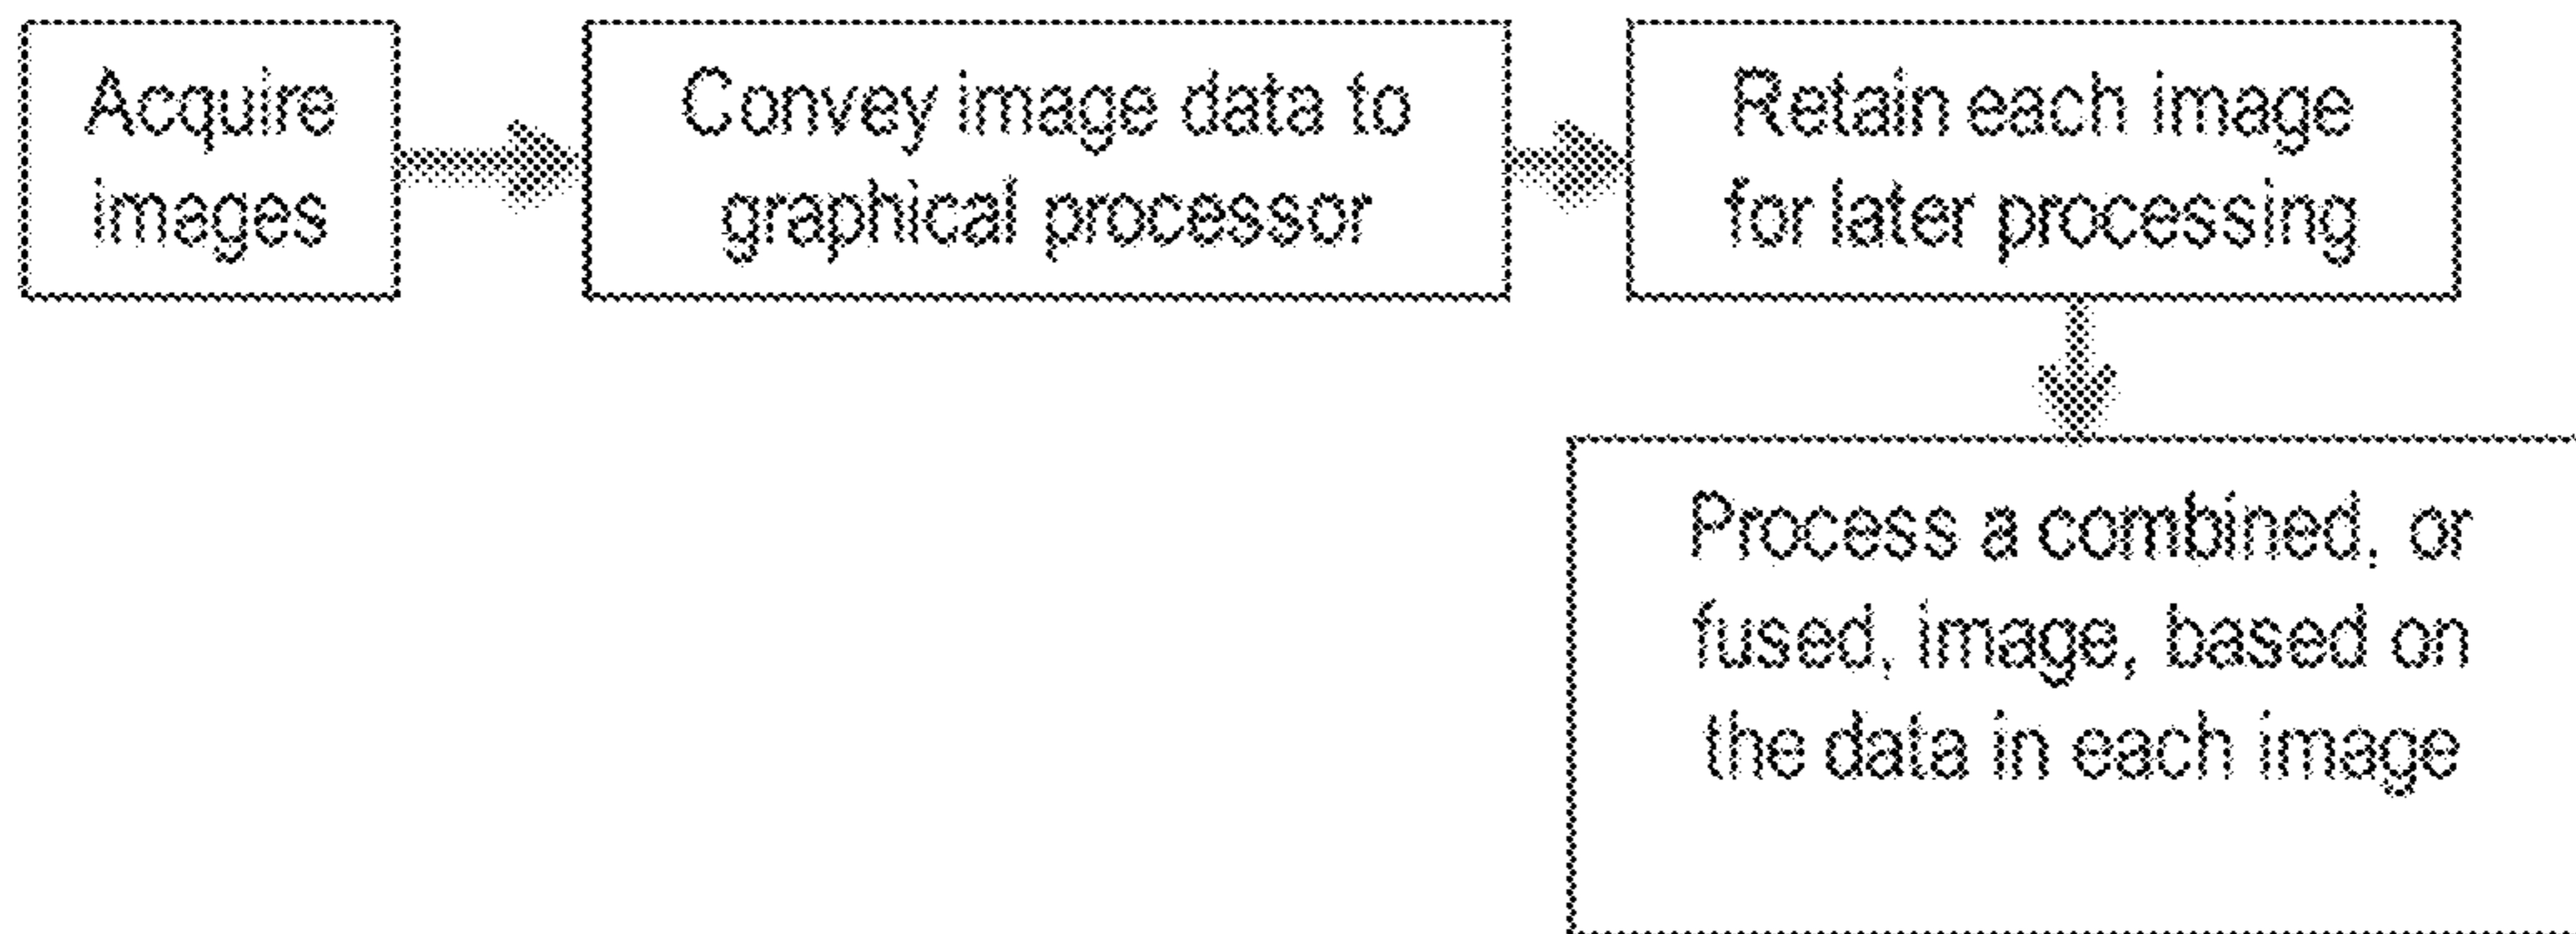 Acquire
images
Convey image data to
graphical processor
Retain each image
for later processing
Process a combined, or
fused, image, based on
the data in each image